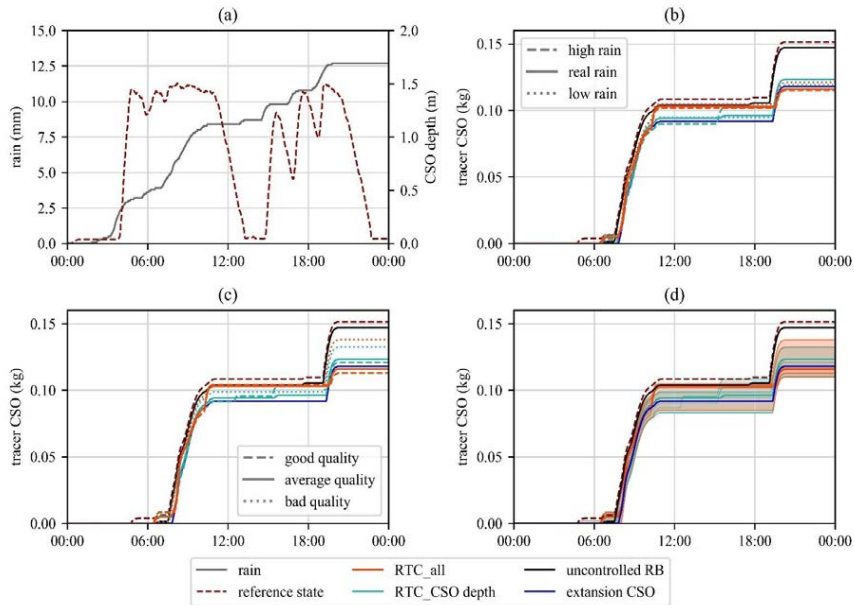 (a)
15.0
12.5
10.0
7.5
5.0
2.5
0.0
rain (mm)
2.0
1.5
1.0
0.5
0.0
CSO depth (m)
00:00 06:00 12:00 18:00 00:00
(b)
0.15
0.10
0.05
0.00
tracer CSO (kg)
high rain
real rain
low rain
00:00 06:00 12:00 18:00 00:00
(c)
0.15
0.10
0.05
0.00
tracer CSO (kg)
good quality
average quality
bad quality
00:00 06:00 12:00 18:00 00:00
(d)
0.15
0.10
0.05
0.00
tracer CSO (kg)
00:00 06:00 12:00 18:00 00:00
rain RTC_all uncontrolled RB
reference state RTC_CSO depth extansion CSO